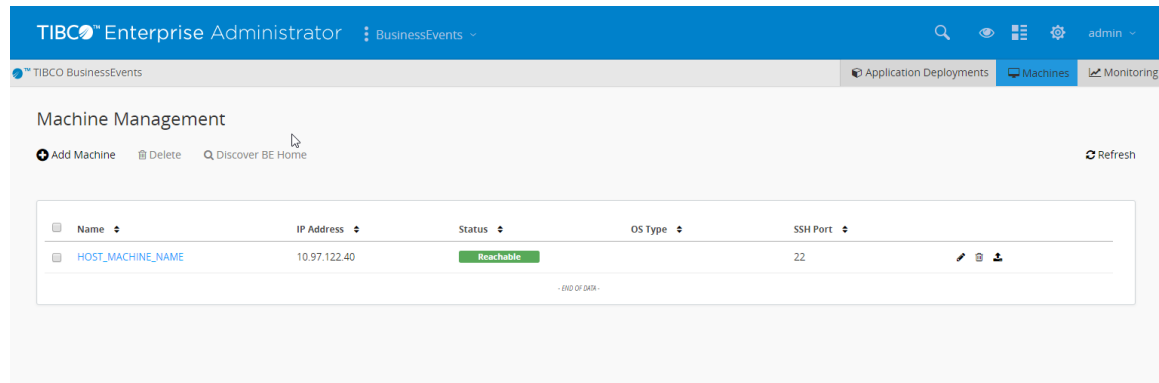 TIBCO™ Enterprise Administrator BusinessEvents admin
™ TIBCO BusinessEvents Application Deployments Machines Monitoring
Machine Management
Add Machine Delete Discover BE Home Refresh
Name IP Address Status OS Type SSH Port
HOST_MACHINE_NAME 10.97.122.40 Reachable 22
- END OF DATA -